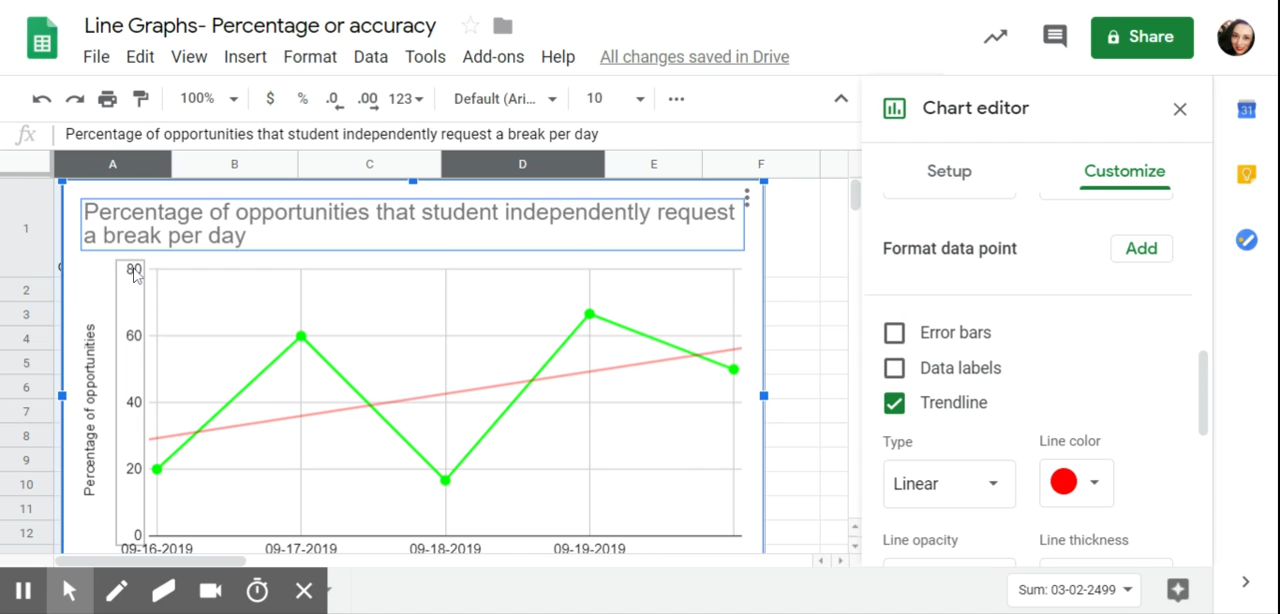 Line Graphs- Percentage or accuracy
File Edit View Insert Format Data Tools Add-ons Help All changes saved in Drive
Share
100% $ % .0 .00 123 Default (Ari... 10
fx Percentage of opportunities that student independently request a break per day
A B C D E F
1
2
3
4
5
6
7
8
9
10
11
12
Percentage of opportunities that student independently request
a break per day
Percentage of opportunities
80
60
40
20
0
09-16-2019 09-17-2019 09-18-2019 09-19-2019
Chart editor
Setup Customize
Format data point Add
Error bars
Data labels
Trendline
Type Line color
Linear
Line opacity Line thickness
Sum: 03-02-2499
31